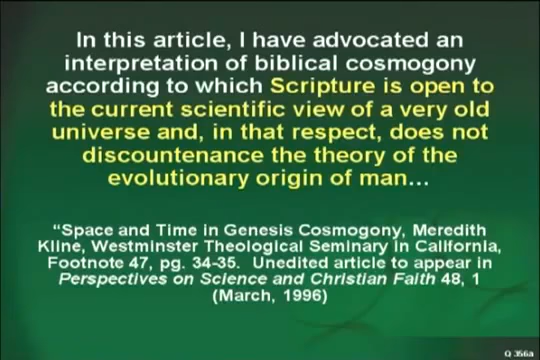 In this article, I have advocated an
interpretation of biblical cosmogony
according to which Scripture is open to
the current scientific view of a very old
universe and, in that respect, does not
discountenance the theory of the
evolutionary origin of man...
“Space and Time in Genesis Cosmogony, Meredith
Kline, Westminster Theological Seminary in California,
Footnote 47, pg. 34-35. Unedited article to appear in
Perspectives on Science and Christian Faith 48, 1
(March, 1996)
Q 356a